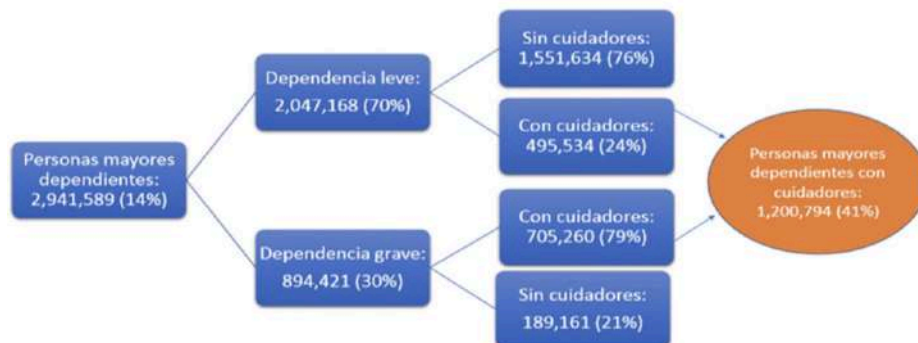 Personas mayores
dependientes:
2,941,589 (14%)
Dependencia leve:
2,047,168 (70%)
Dependencia grave:
894,421 (30%)
Sin cuidadores:
1,551,634 (76%)
Con cuidadores:
495,534 (24%)
Con cuidadores:
705,260 (79%)
Sin cuidadores:
189,161 (21%)
Personas mayores
dependientes con
cuidadores:
1,200,794 (41%)